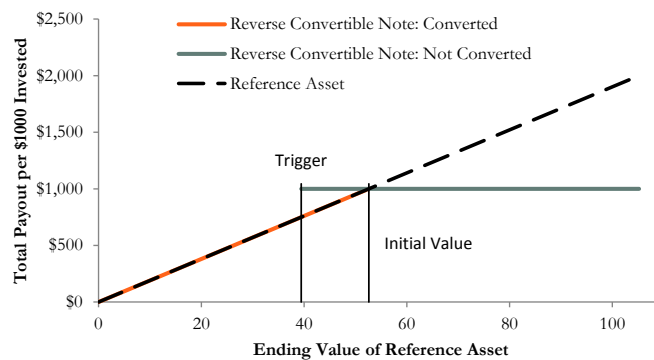 $2,500
$2,000
$1,500
$1,000
$500
$0
Total Payout per $1000 Invested
Reverse Convertible Note: Converted
Reverse Convertible Note: Not Converted
Reference Asset
Trigger
Initial Value
0 20 40 60 80 100
Ending Value of Reference Asset